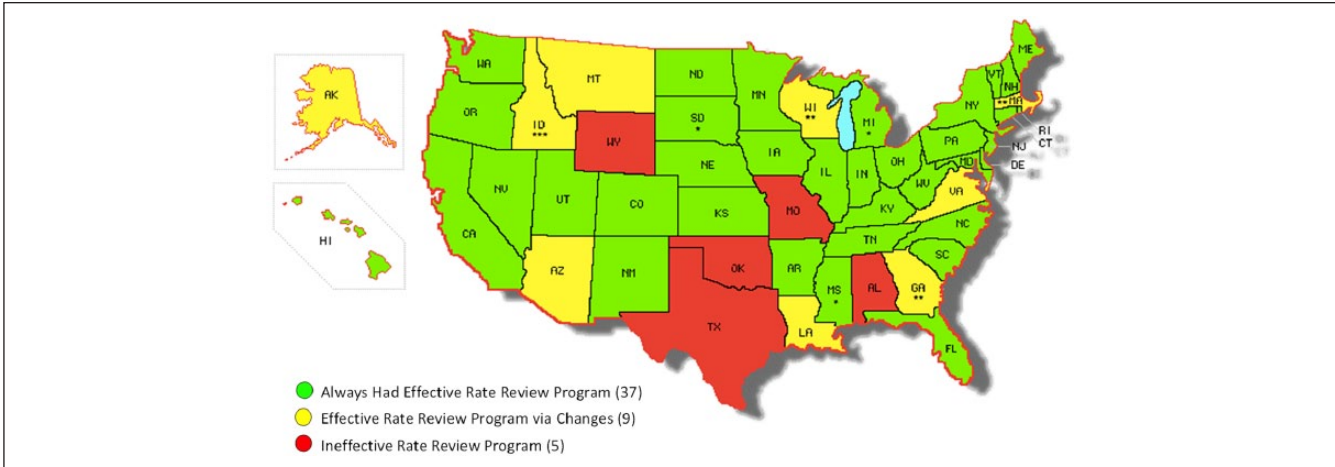 AK
HI
WA
OR
CA
NV
ID
***
MT
WY
UT
CO
AZ
NM
ND
SD
*
NE
KS
OK
TX
MN
IA
MO
AR
LA
WI
**
IL
MI
*
IN
OH
KY
TN
MS
*
AL
GA
**
FL
SC
NC
VA
WV
MD
PA
NY
VT
NH
ME
** MA
RI
CT
NJ
DE
Always Had Effective Rate Review Program (37)
Effective Rate Review Program via Changes (9)
Ineffective Rate Review Program (5)